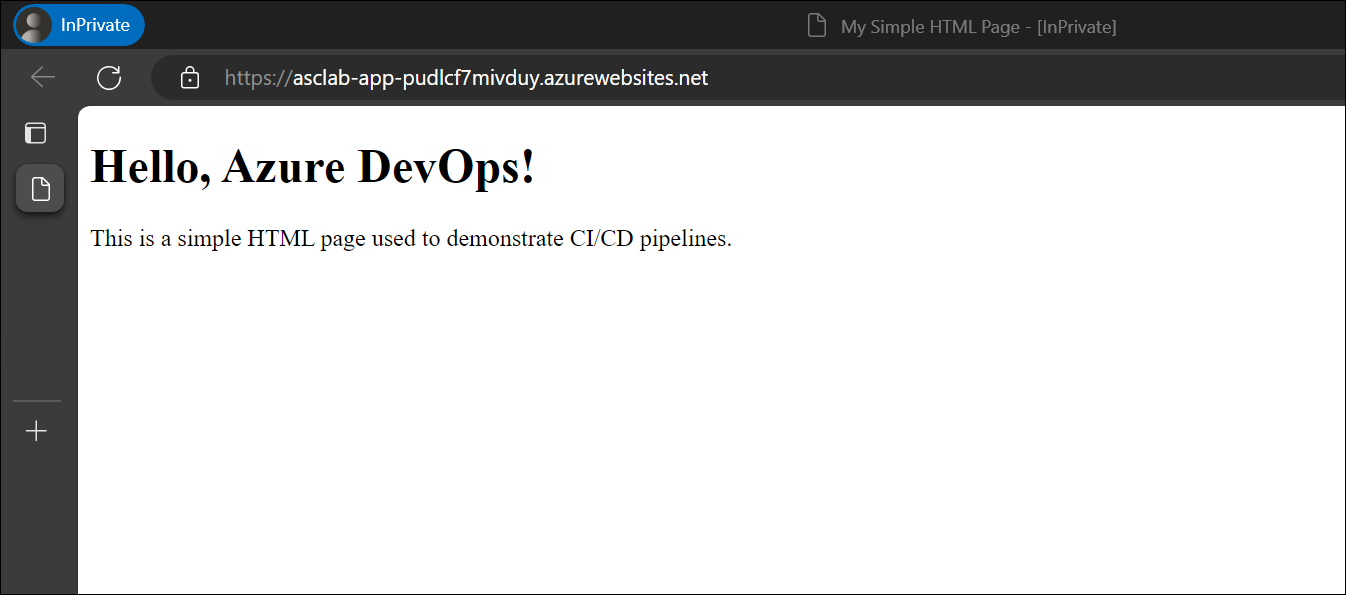 InPrivate
My Simple HTML Page - [InPrivate]
https://asclab-app-pudlcf7mivduy.azurewebsites.net
Hello, Azure DevOps!
This is a simple HTML page used to demonstrate CI/CD pipelines.